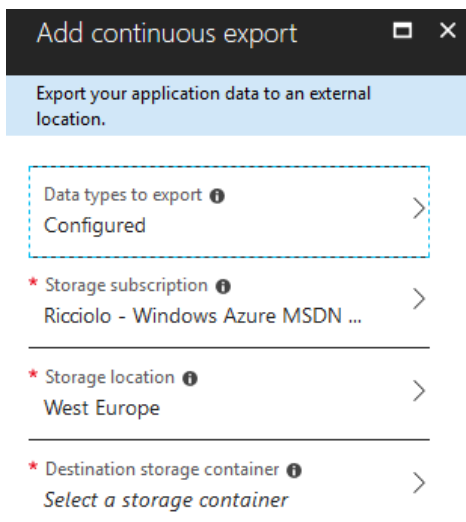 Add continuous export
Export your application data to an external
location.
Data types to export
Configured
* Storage subscription
Ricciolo - Windows Azure MSDN ...
* Storage location
West Europe
* Destination storage container
Select a storage container